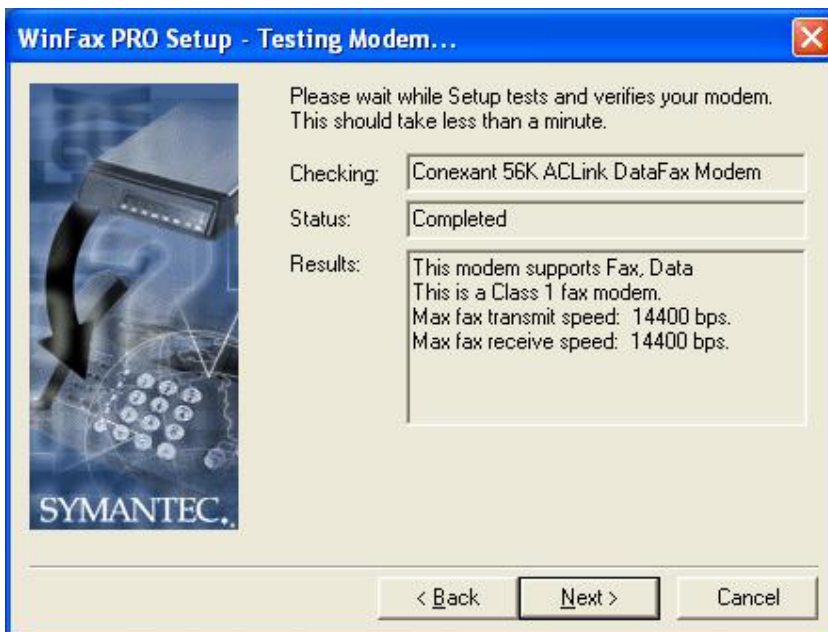 WinFax PRO Setup - Testing Modem...
Please wait while Setup tests and verifies your modem.
This should take less than a minute.
Checking: Conexant 56K ACLink DataFax Modem
Status: Completed
Results: This modem supports Fax, Data
This is a Class 1 fax modem.
Max fax transmit speed: 14400 bps.
Max fax receive speed: 14400 bps.
SYMANTEC.
< Back Next > Cancel